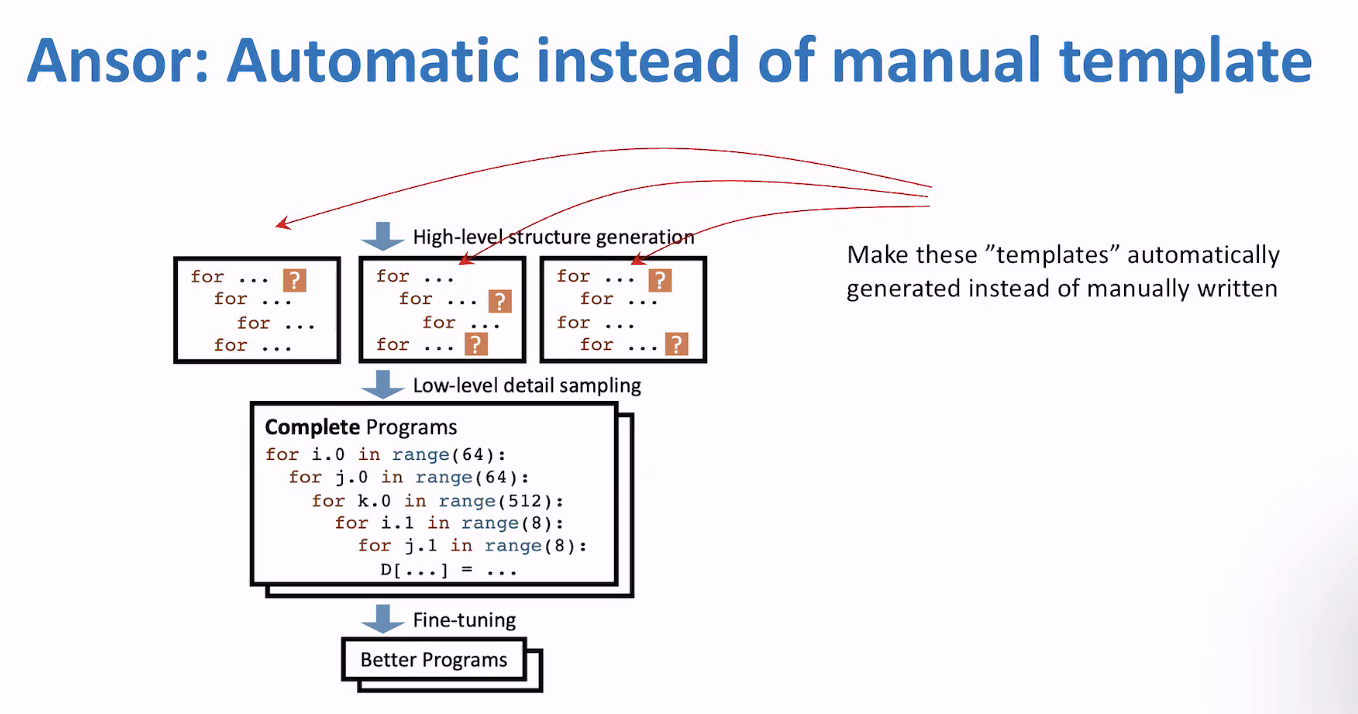 Ansor: Automatic instead of manual template
High-level structure generation
for ... ?
for ...
for ...
for ...
for ...
for ... ?
for ...
for ... ?
for ... ?
for ...
for ...
for ... ?
Make these ”templates” automatically
generated instead of manually written
Low-level detail sampling
Complete Programs
for i.0 in range(64):
for j.0 in range(64):
for k.0 in range(512):
for i.1 in range(8):
for j.1 in range(8):
D[...] = ...
Fine-tuning
Better Programs